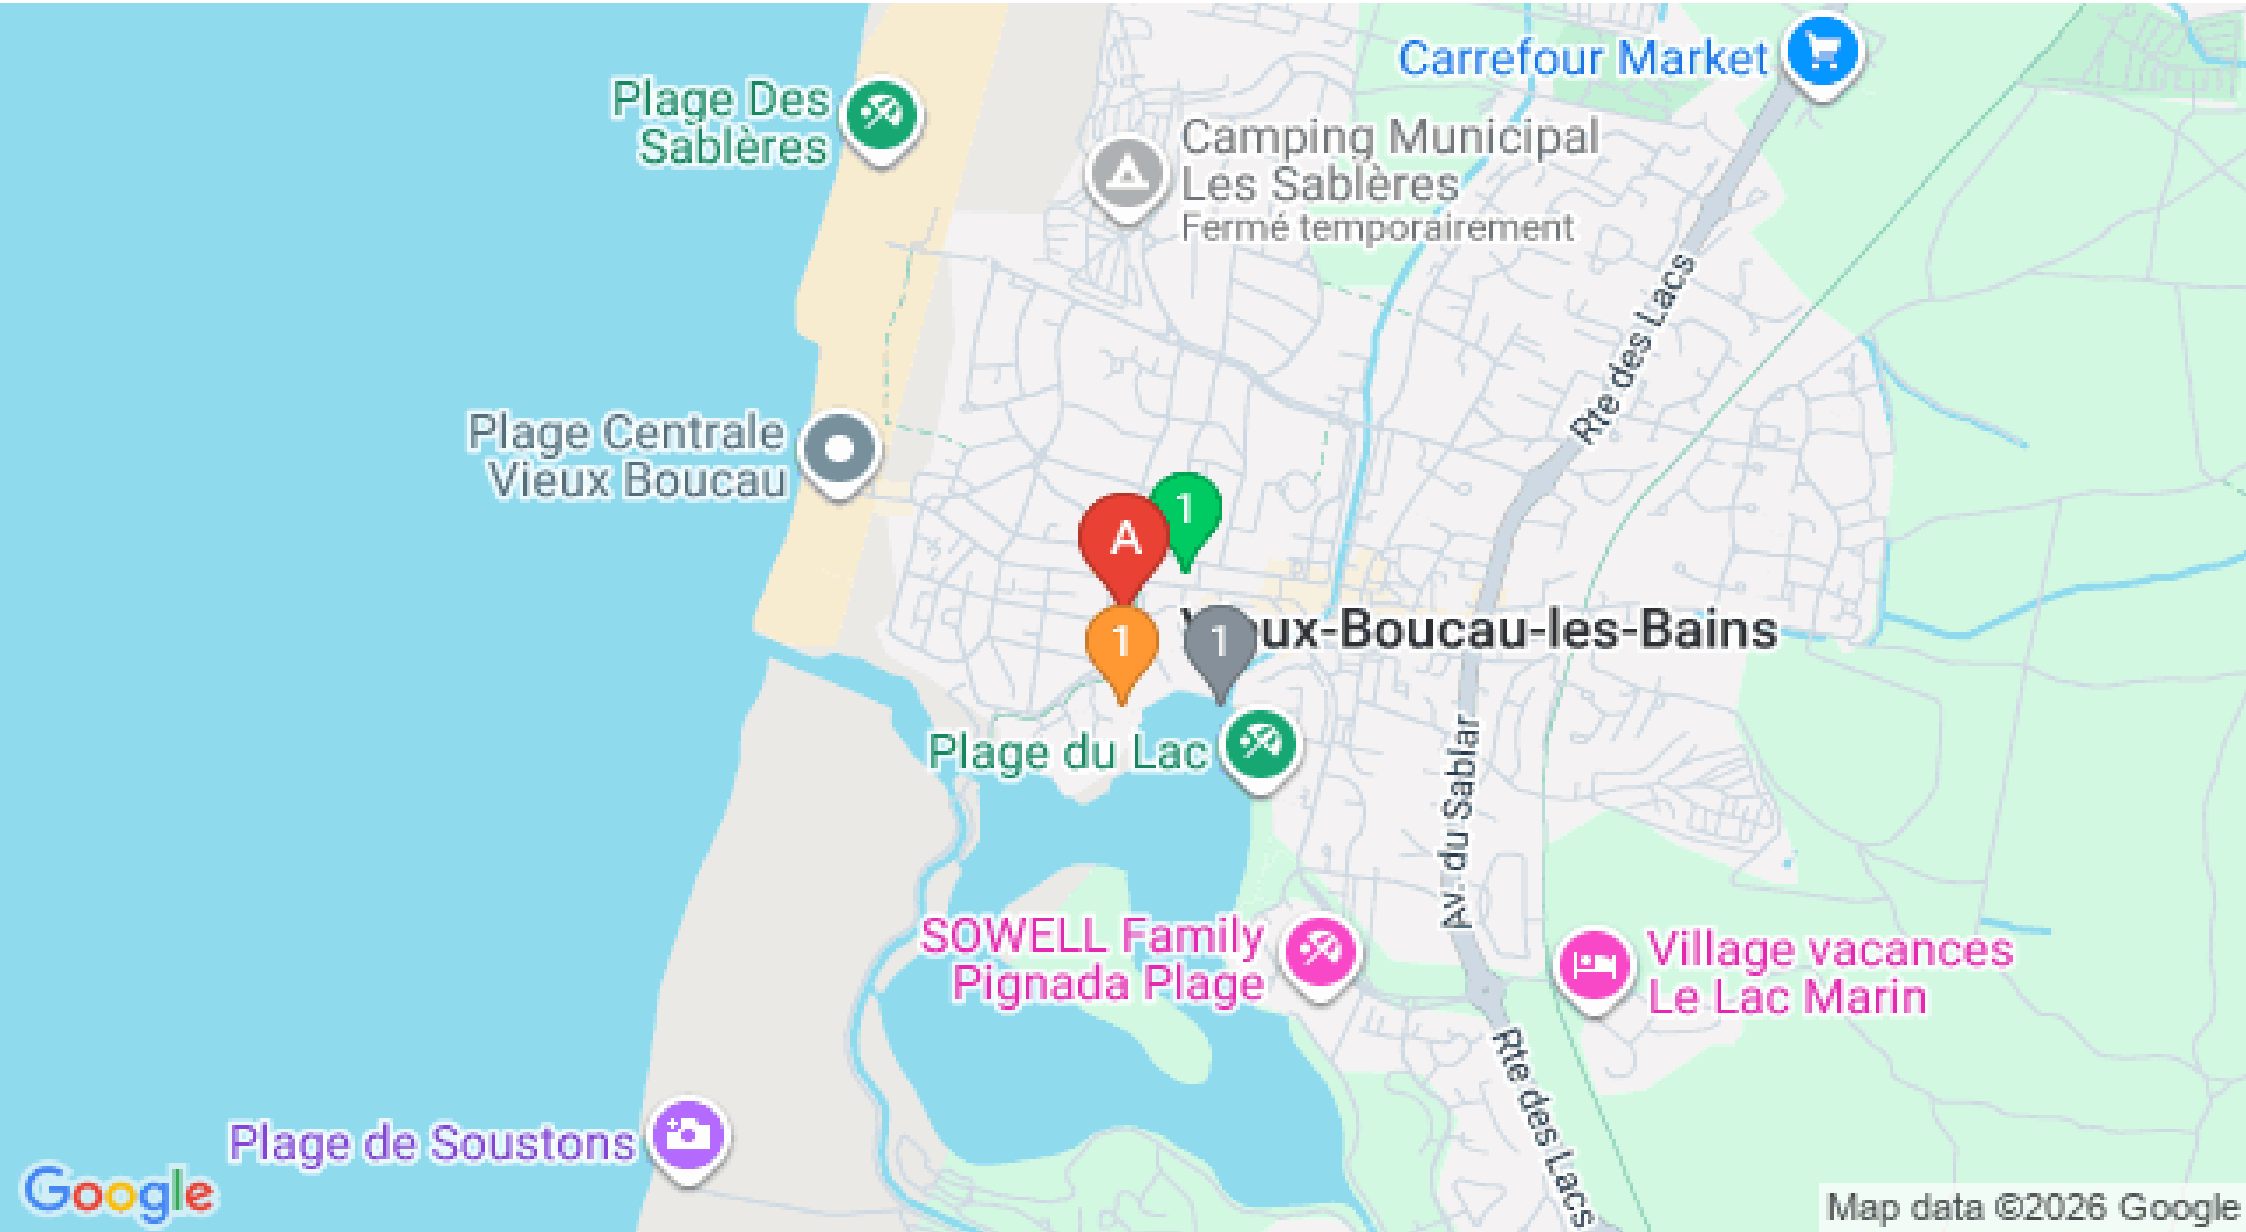 Carrefour Market
Plage Des
Sablères
Camping Municipal
Les Sablères
Fermé temporairement
Rte des Lacs
Plage Centrale
Vieux Boucau
1
A
1
1
ux-Boucau-les-Bains
Plage du Lac
Av. du Sablar
SOWELL Family
Pignada Plage
Village vacances
Le Lac Marin
Rte des Lacs
Plage de Soustons
Google
Map data ©2026 Google